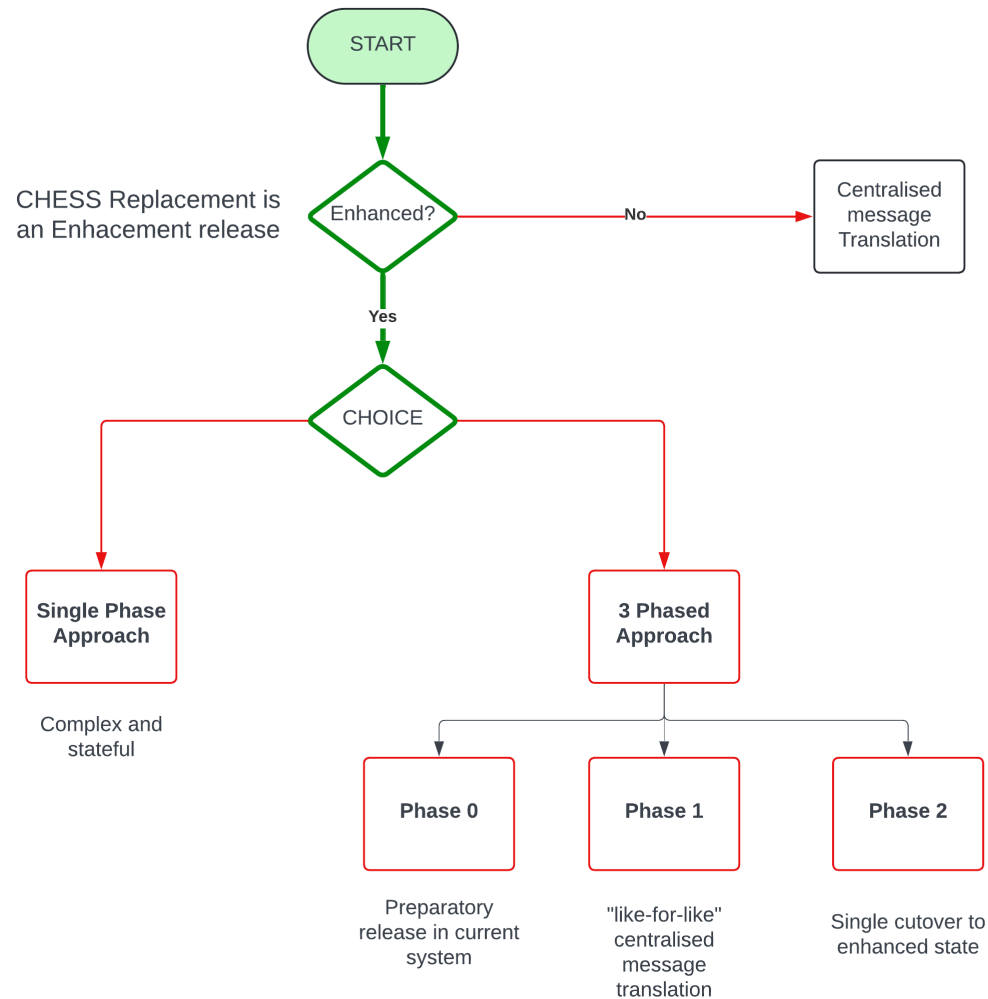 START
CHESS Replacement is
an Enhacement release
Enhanced?
No
Centralised
message
Translation
Yes
CHOICE
Single Phase
Approach
3 Phased
Approach
Complex and
stateful
Phase 0
Phase 1
Phase 2
Preparatory
release in current
system
"like-for-like"
centralised
message
translation
Single cutover to
enhanced state